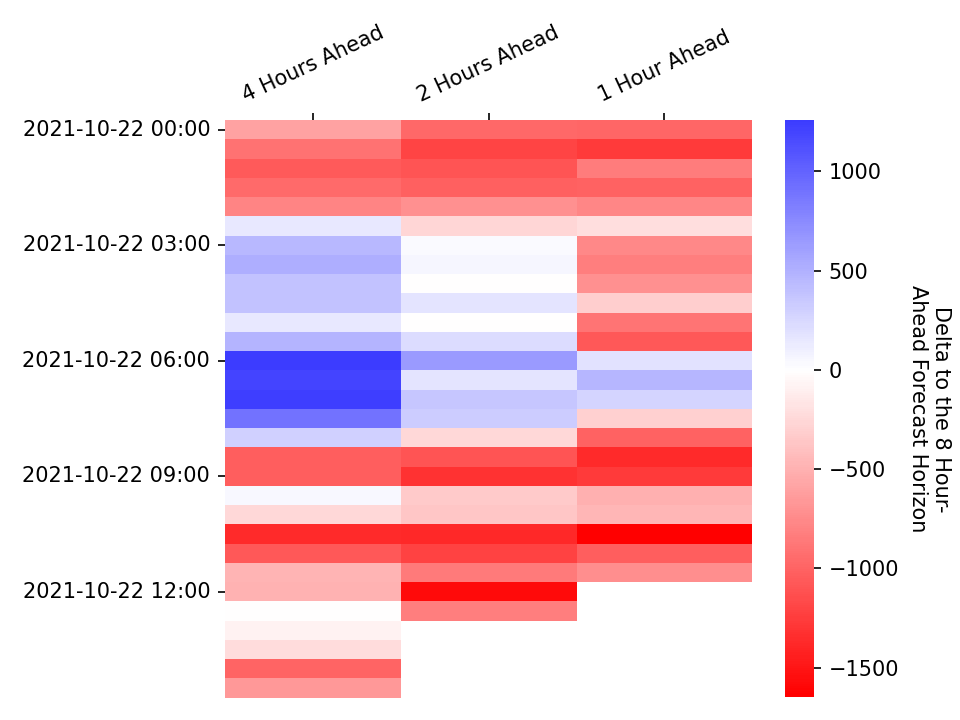 4 Hours Ahead
2 Hours Ahead
1 Hour Ahead
2021-10-22 00:00
2021-10-22 03:00
2021-10-22 06:00
2021-10-22 09:00
2021-10-22 12:00
1000
500
0
−500
−1000
−1500
Delta to the 8 Hour-
Ahead Forecast Horizon